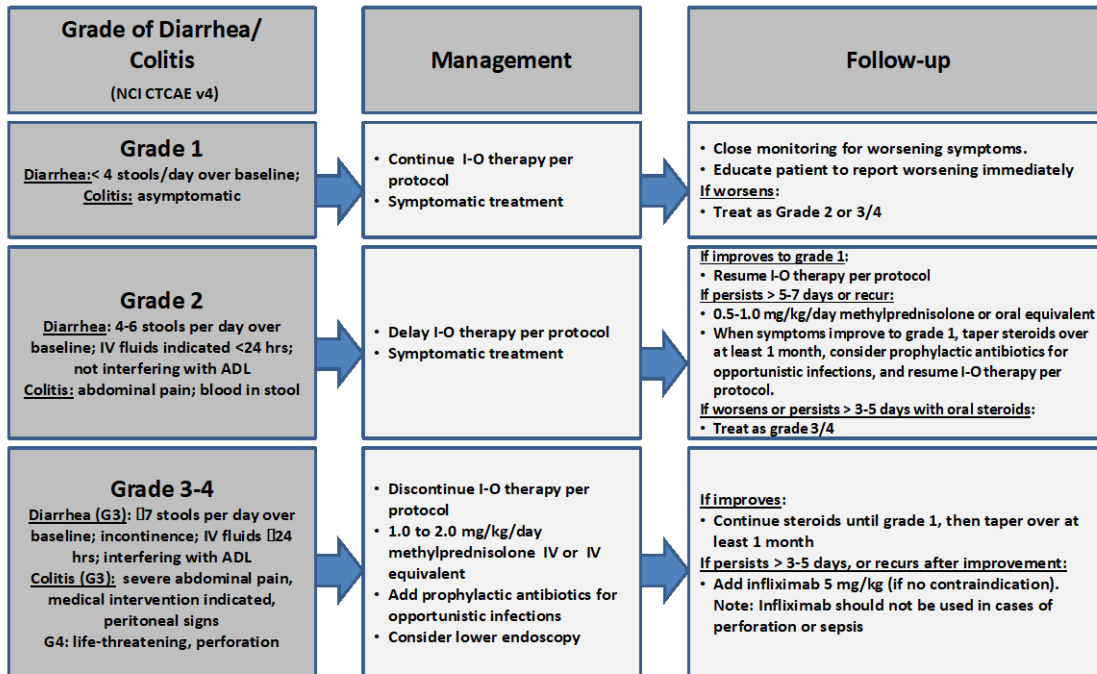 Grade of Diarrhea/
Colitis
(NCI CTCAE v4)
Management
Follow-up
Grade 1
Diarrhea:< 4 stools/day over baseline;
Colitis: asymptomatic
• Continue I-O therapy per
protocol
• Symptomatic treatment
• Close monitoring for worsening symptoms.
• Educate patient to report worsening immediately
If worsens:
• Treat as Grade 2 or 3/4
Grade 2
Diarrhea: 4-6 stools per day over
baseline; IV fluids indicated <24 hrs;
not interfering with ADL
Colitis: abdominal pain; blood in stool
• Delay I-O therapy per protocol
• Symptomatic treatment
If improves to grade 1:
• Resume I-O therapy per protocol
If persists > 5-7 days or recur:
• 0.5-1.0 mg/kg/day methylprednisolone or oral equivalent
• When symptoms improve to grade 1, taper steroids over
at least 1 month, consider prophylactic antibiotics for
opportunistic infections, and resume I-O therapy per
protocol.
If worsens or persists > 3-5 days with oral steroids:
• Treat as grade 3/4
Grade 3-4
Diarrhea (G3): 7 stools per day over
baseline; incontinence; IV fluids 24
hrs; interfering with ADL
Colitis (G3): severe abdominal pain,
medical intervention indicated,
peritoneal signs
G4: life-threatening, perforation
• Discontinue I-O therapy per
protocol
• 1.0 to 2.0 mg/kg/day
methylprednisolone IV or IV
equivalent
• Add prophylactic antibiotics for
opportunistic infections
• Consider lower endoscopy
If improves:
• Continue steroids until grade 1, then taper over at
least 1 month
If persists > 3-5 days, or recurs after improvement:
• Add infliximab 5 mg/kg (if no contraindication).
Note: Infliximab should not be used in cases of
perforation or sepsis